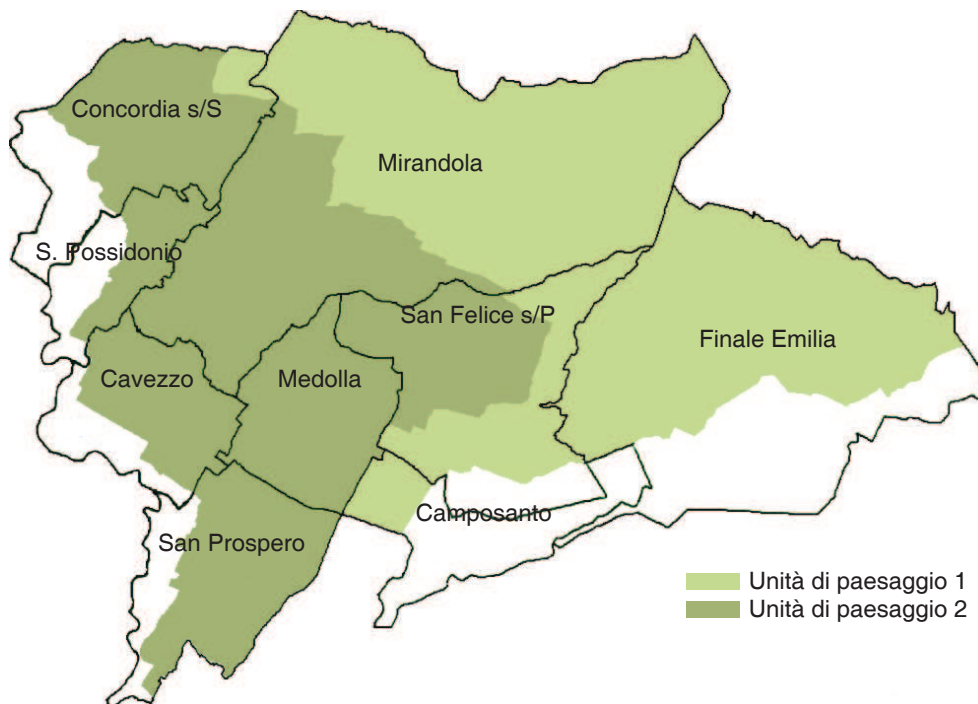 Concordia s/S
Mirandola
S. Possidonio
San Felice s/P
Finale Emilia
Cavezzo
Medolla
Camposanto
San Prospero
Unità di paesaggio 1
Unità di paesaggio 2